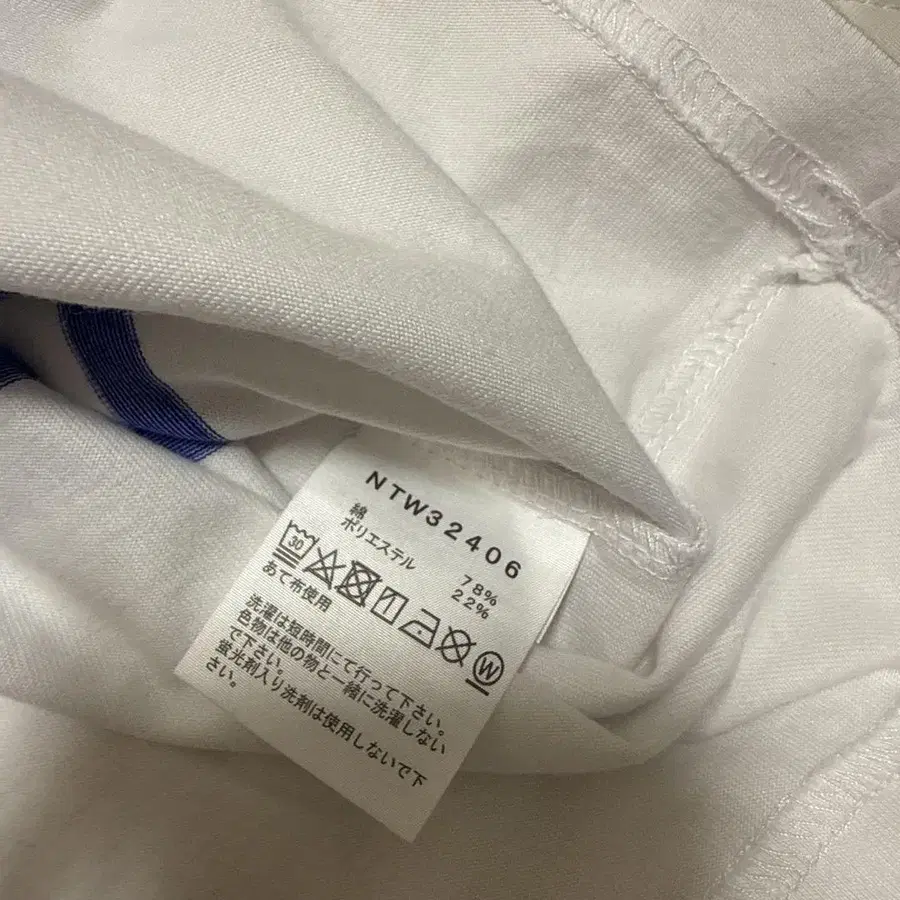 NTW32406
綿 78%
ポリエステル 22%
30
W
あて布使用
洗濯は短時間にて行って下さい。
色物は他の物と一緒に洗濯しない
で下さい。
蛍光剤入り洗剤は使用しないで下
さい。